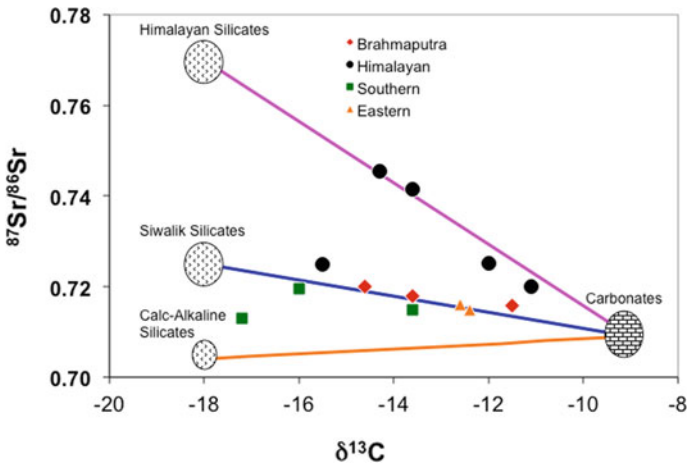 0.78
0.76
0.74
0.72
0.70
87Sr/86Sr
Himalayan Silicates
Siwalik Silicates
Calc-Alkaline
Silicates
Brahmaputra
Himalayan
Southern
Eastern
Carbonates
-20
-18
-16
-14
-12
-10
-8
δ13C